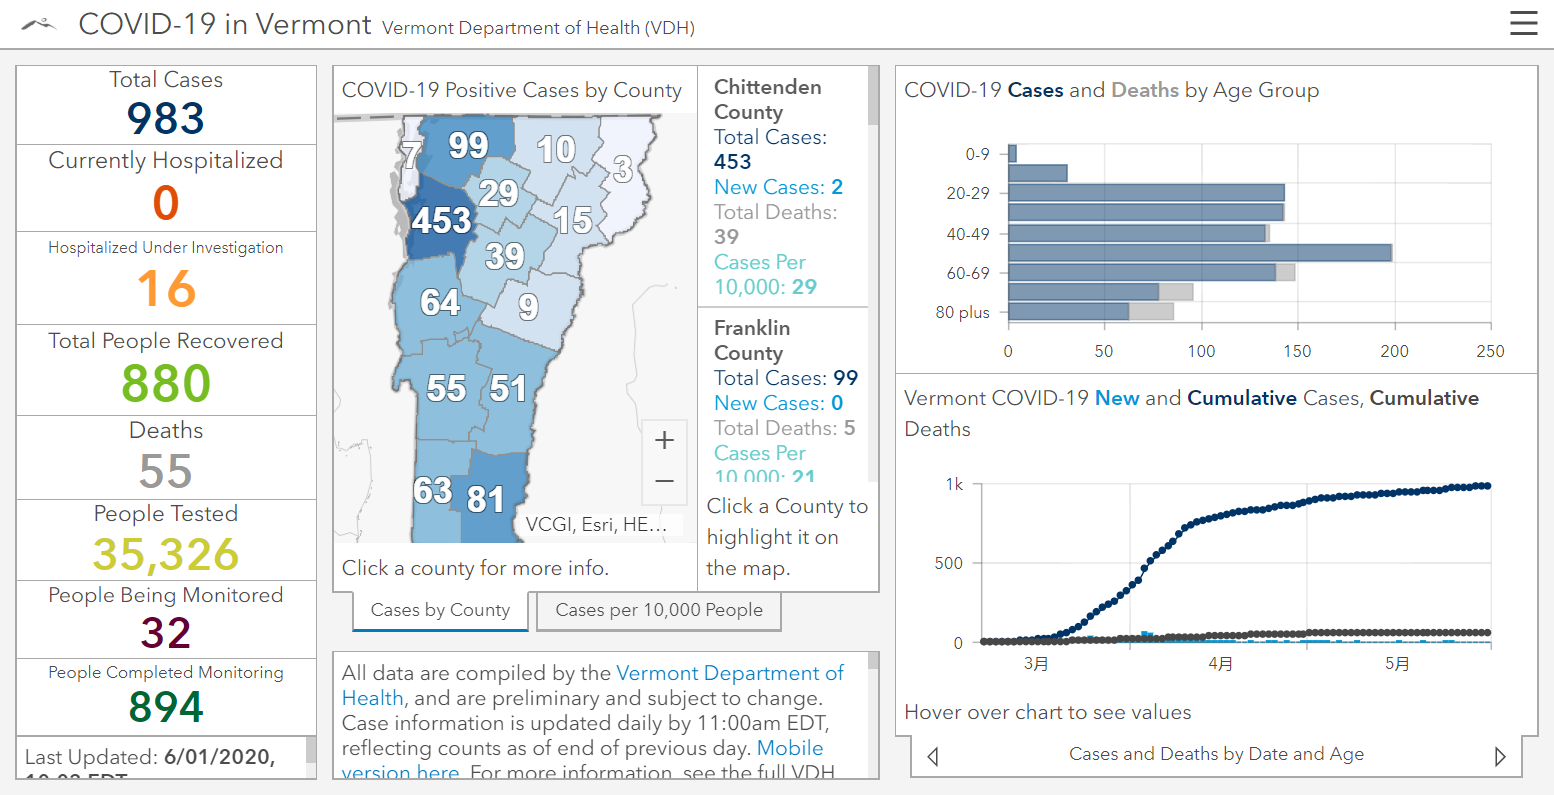 COVID-19 in Vermont Vermont Department of Health (VDH)
Total Cases
983
Currently Hospitalized
0
Hospitalized Under Investigation
16
Total People Recovered
880
Deaths
55
People Tested
35,326
People Being Monitored
32
People Completed Monitoring
894
Last Updated: 6/01/2020,
COVID-19 Positive Cases by County
7
99
10
3
29
453
15
39
64
9
55
51
63
81
+
−
VCGI, Esri, HE...
Click a county for more info.
Chittenden
County
Total Cases:
453
New Cases: 2
Total Deaths:
39
Cases Per
10,000: 29
Franklin
County
Total Cases: 99
New Cases: 0
Total Deaths: 5
Cases Per
10,000: 21
Click a County to
highlight it on
the map.
Cases by County
Cases per 10,000 People
All data are compiled by the Vermont Department of
Health, and are preliminary and subject to change.
Case information is updated daily by 11:00am EDT,
reflecting counts as of end of previous day. Mobile
version here. For more information, see the full VDH
COVID-19 Cases and Deaths by Age Group
0-9
20-29
40-49
60-69
80 plus
0 50 100 150 200 250
Vermont COVID-19 New and Cumulative Cases, Cumulative
Deaths
1k
500
0
3月 4月 5月
Hover over chart to see values
Cases and Deaths by Date and Age